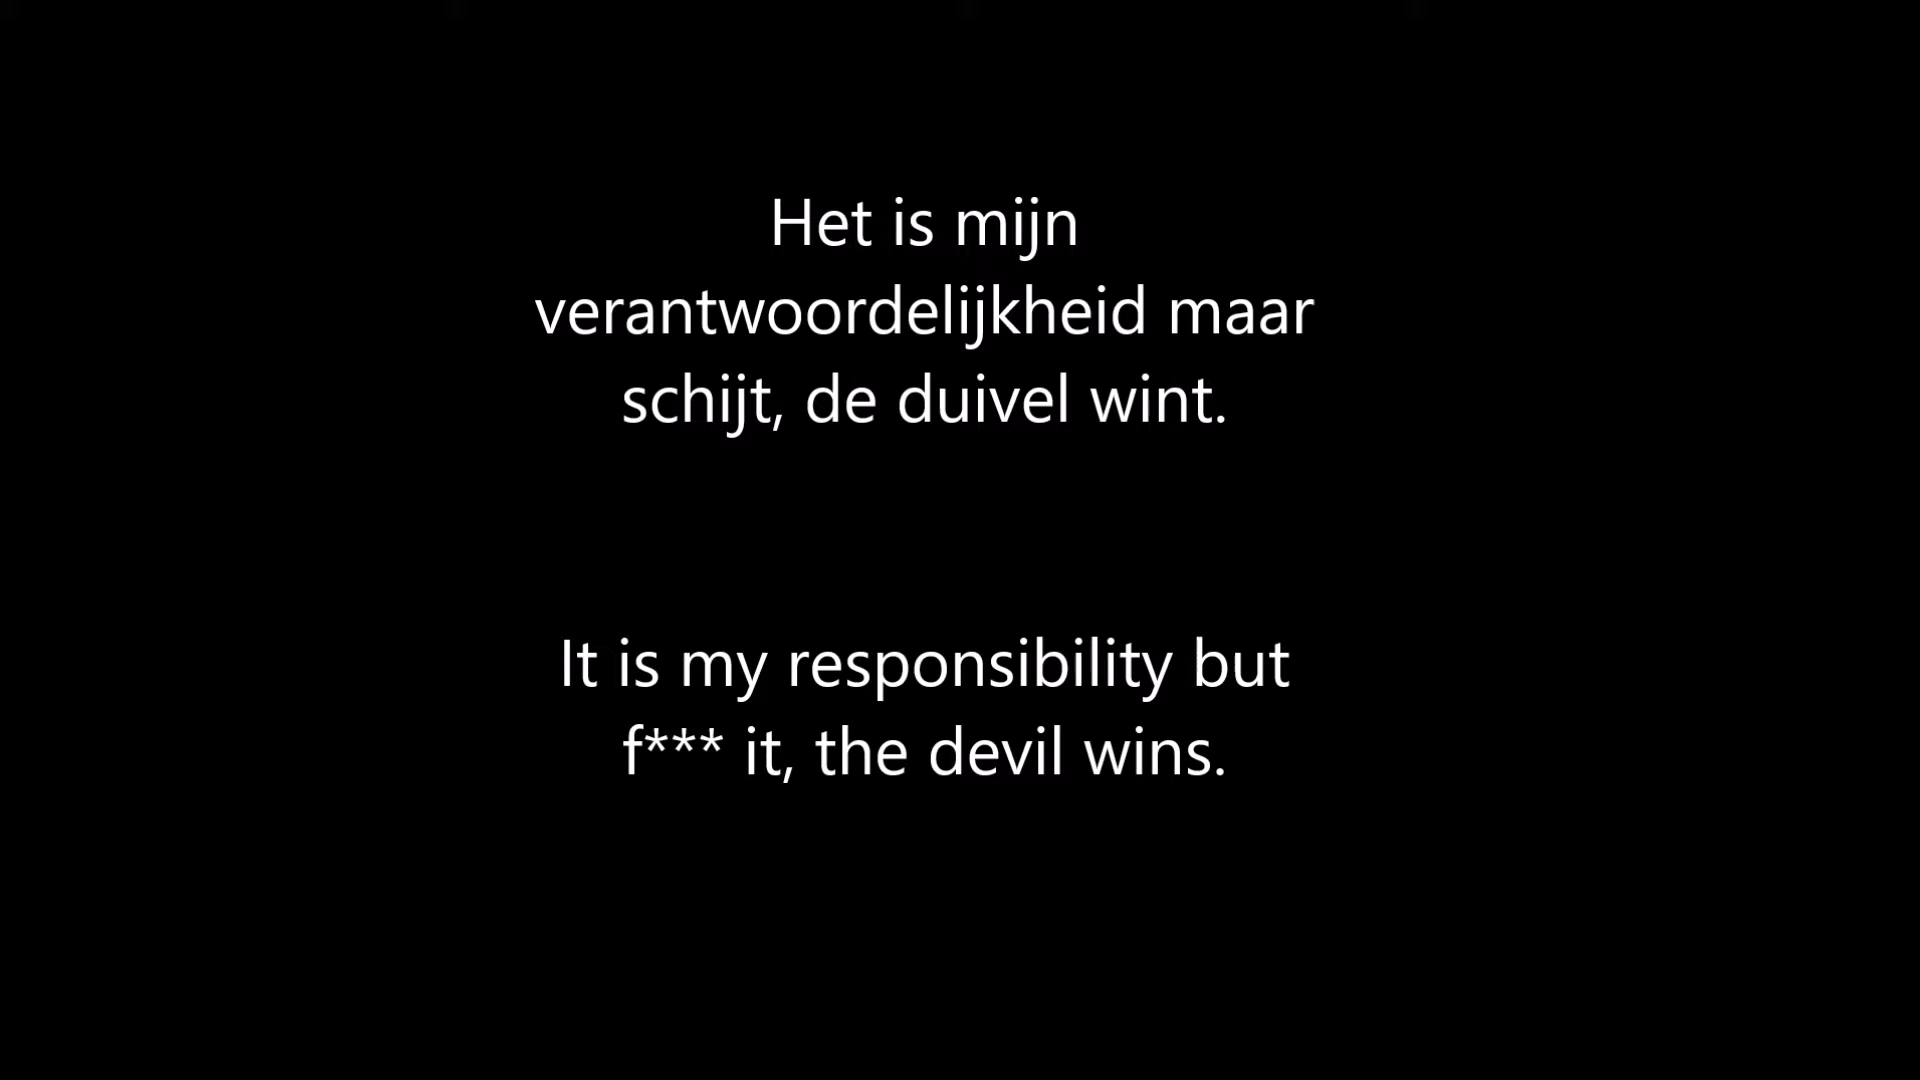 Het is mijn
verantwoordelijkheid maar
schijt, de duivel wint.
It is my responsibility but
f*** it, the devil wins.